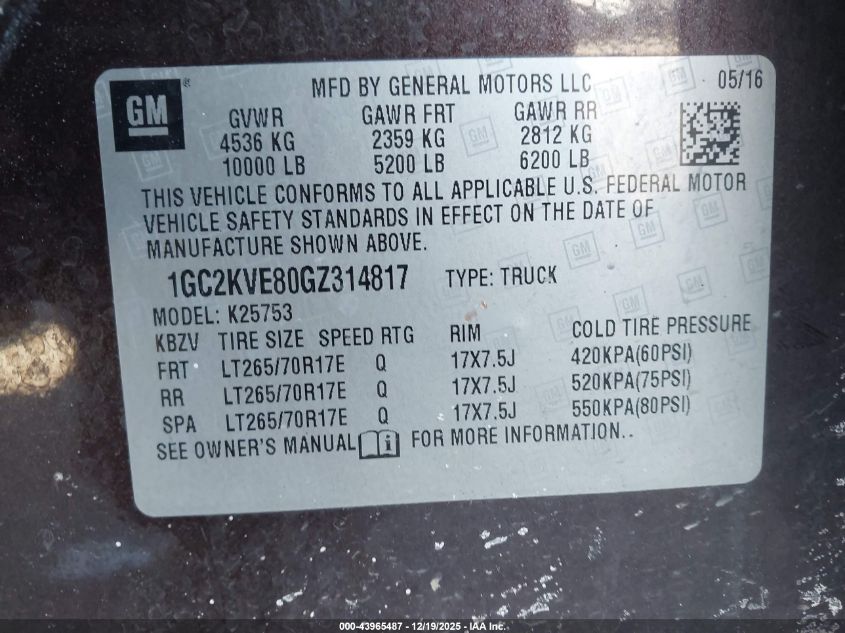 GM
MFD BY GENERAL MOTORS LLC 05/16
GVWR GAWR FRT GAWR RR
4536 KG 2359 KG 2812 KG
10000 LB 5200 LB 6200 LB
THIS VEHICLE CONFORMS TO ALL APPLICABLE U.S. FEDERAL MOTOR
VEHICLE SAFETY STANDARDS IN EFFECT ON THE DATE OF
MANUFACTURE SHOWN ABOVE.
1GC2KVE80GZ314817 TYPE: TRUCK
MODEL: K25753
KBZV TIRE SIZE SPEED RTG RIM COLD TIRE PRESSURE
FRT LT265/70R17E Q 17X7.5J 420KPA(60PSI)
RR LT265/70R17E Q 17X7.5J 520KPA(75PSI)
SPA LT265/70R17E Q 17X7.5J 550KPA(80PSI)
SEE OWNER'S MANUAL i FOR MORE INFORMATION..
000-43965487 - 12/19/2025 - IAA Inc.